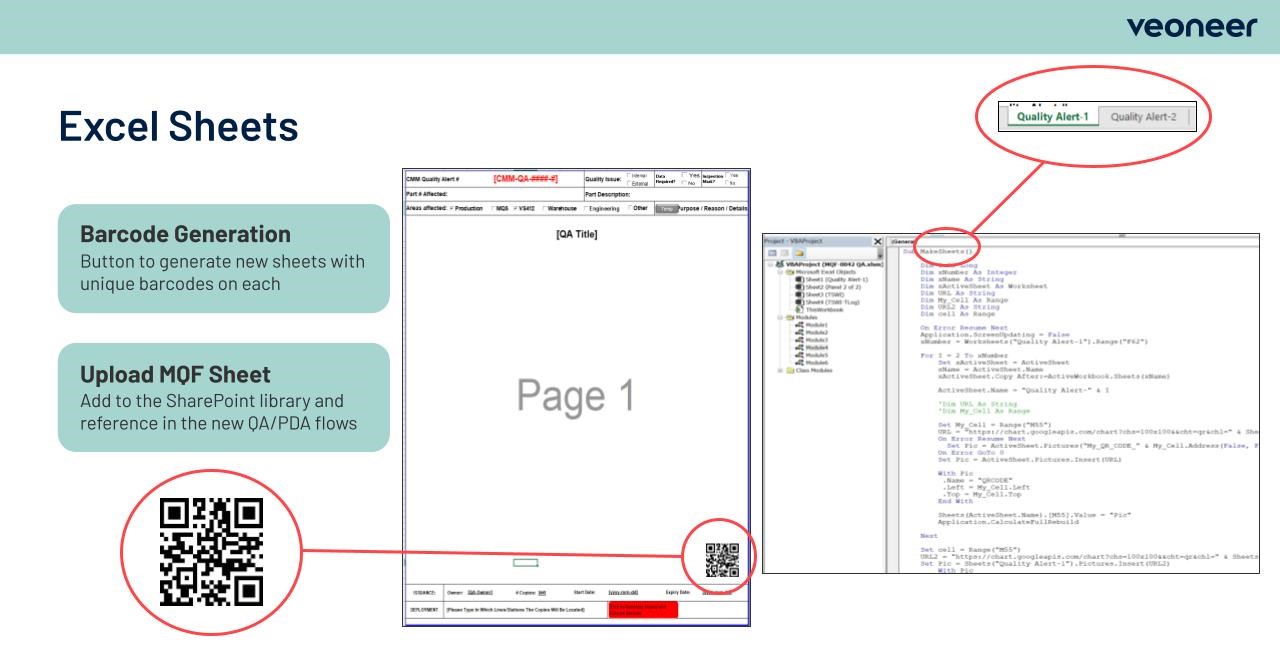 veoneer
Excel Sheets
Quality Alert-1 Quality Alert-2
Barcode Generation
Button to generate new sheets with
unique barcodes on each
Upload MQF Sheet
Add to the SharePoint library and
reference in the new QA/PDA flows
CMM Quality Alert # [CMM-QA-####-#] Quality Issue: Internal External Data Required? Yes No Inspection Mark? Yes No
Part # Affected: Part Description:
Areas affected: Production MQS VS412 Warehouse Engineering Other Purpose / Reason / Details
[QA Title]
Page 1
ISSUANCE: Owner: [QA Owner] # Copies: [##] Start Date: [yyyy-mm-dd] Expiry Date:
DEPLOYMENT [Please Type In Which Lines/Stations The Copies Will Be Located]
Project - VBAProject
VBAProject (MQF-0042 QA.xlsm)
Microsoft Excel Objects
Sheet1 (Quality Alert-1)
Sheet2 (Panel 2 of 2)
Sheet3 (TSWI)
Sheet4 (TSWI TLog)
ThisWorkbook
Modules
Module1
Module2
Module3
Module4
Module5
Module6
Class Modules
(General)
MakeSheets()
Dim xNumber As Integer
Dim xName As String
Dim xActiveSheet As Worksheet
Dim URL As String
Dim My_Cell As Range
Dim URL2 As String
Dim cell As Range
On Error Resume Next
Application.ScreenUpdating = False
xNumber = Worksheets("Quality Alert-1").Range("F62")
For I = 2 To xNumber
Set xActiveSheet = ActiveSheet
xName = ActiveSheet.Name
xActiveSheet.Copy After:=ActiveWorkbook.Sheets(xName)
ActiveSheet.Name = "Quality Alert-" & I
'Dim URL As String
'Dim My_Cell As Range
Set My_Cell = Range("M55")
URL = "https://chart.googleapis.com/chart?chs=100x100&&cht=qr&chl=" & She
On Error Resume Next
Set Pic = ActiveSheet.Pictures("My_QR_CODE_" & My_Cell.Address(False, F
On Error GoTo 0
Set Pic = ActiveSheet.Pictures.Insert(URL)
With Pic
.Name = "QRCODE"
.Left = My_Cell.Left
.Top = My_Cell.Top
End With
Sheets(ActiveSheet.Name).[M55].Value = "Pic"
Application.CalculateFullRebuild
Next
Set cell = Range("M55")
URL2 = "https://chart.googleapis.com/chart?chs=100x100&&cht=qr&chl=" & Sheets
Set Pic = Sheets("Quality Alert-1").Pictures.Insert(URL2)
With Pic